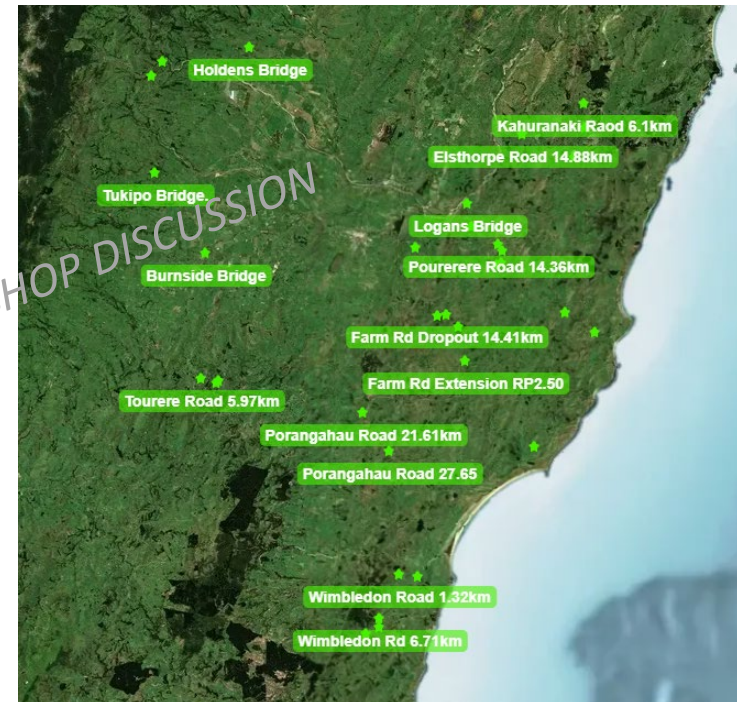 Holdens Bridge
Kahuranaki Raod 6.1km
Elsthorpe Road 14.88km
Tukipo Bridge.
HOP DISCUSSION
Logans Bridge
Pourerere Road 14.36km
Burnside Bridge
Farm Rd Dropout 14.41km
Farm Rd Extension RP2.50
Tourere Road 5.97km
Porangahau Road 21.61km
Porangahau Road 27.65
Wimbledon Road 1.32km
Wimbledon Rd 6.71km